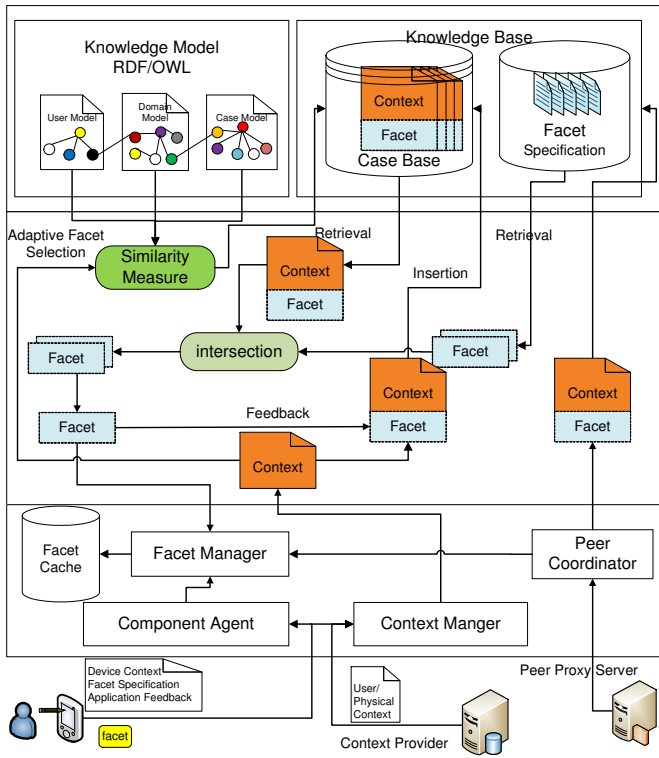 Knowledge Model
RDF/OWL
Knowledge Base
User Model
Domain
Model
Case Model
Context
Facet
Case Base
Facet
Specification
Adaptive Facet
Selection
Similarity
Measure
Retrieval
Context
Facet
Insertion
Retrieval
intersection
Facet
Facet
Context
Facet
Context
Facet
Facet
Feedback
Context
Facet
Cache
Facet Manager
Peer
Coordinator
Component Agent
Context Manger
Device Context
Facet Specification
Application Feedback
User/
Physical
Context
Peer Proxy Server
facet
Context Provider